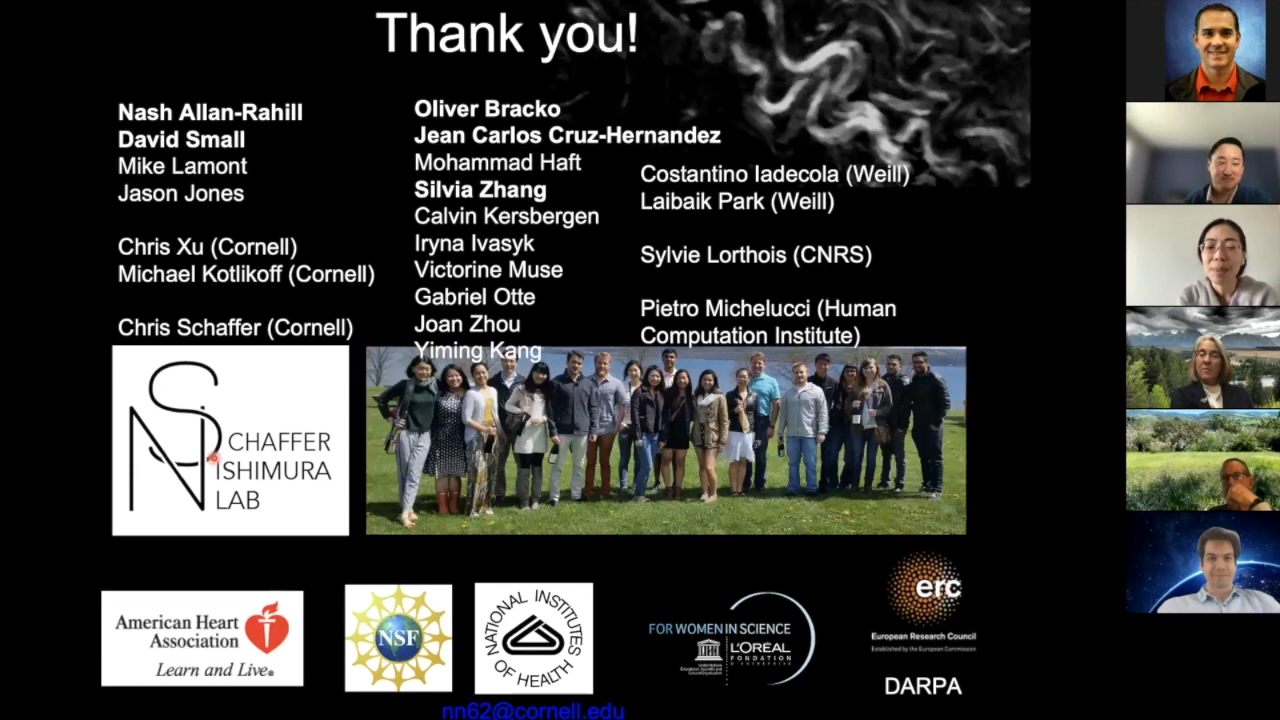 Thank you!
Nash Allan-Rahill
David Small
Mike Lamont
Jason Jones
Chris Xu (Cornell)
Michael Kotlikoff (Cornell)
Chris Schaffer (Cornell)
Oliver Bracko
Jean Carlos Cruz-Hernandez
Mohammad Haft
Silvia Zhang
Calvin Kersbergen
Iryna Ivasyk
Victorine Muse
Gabriel Otte
Joan Zhou
Yiming Kang
Costantino Iadecola (Weill)
Laibaik Park (Weill)
Sylvie Lorthois (CNRS)
Pietro Michelucci (Human
Computation Institute)
SCHAFFER
NISHIMURA
LAB
American Heart
Association
Learn and Live®
NSF
NATIONAL INSTITUTES
OF HEALTH
FOR WOMEN IN SCIENCE
L'ORÉAL
FONDATION
D'ENTREPRISE
erc
European Research Council
Established by the European Commission
DARPA
nn62@cornell.edu